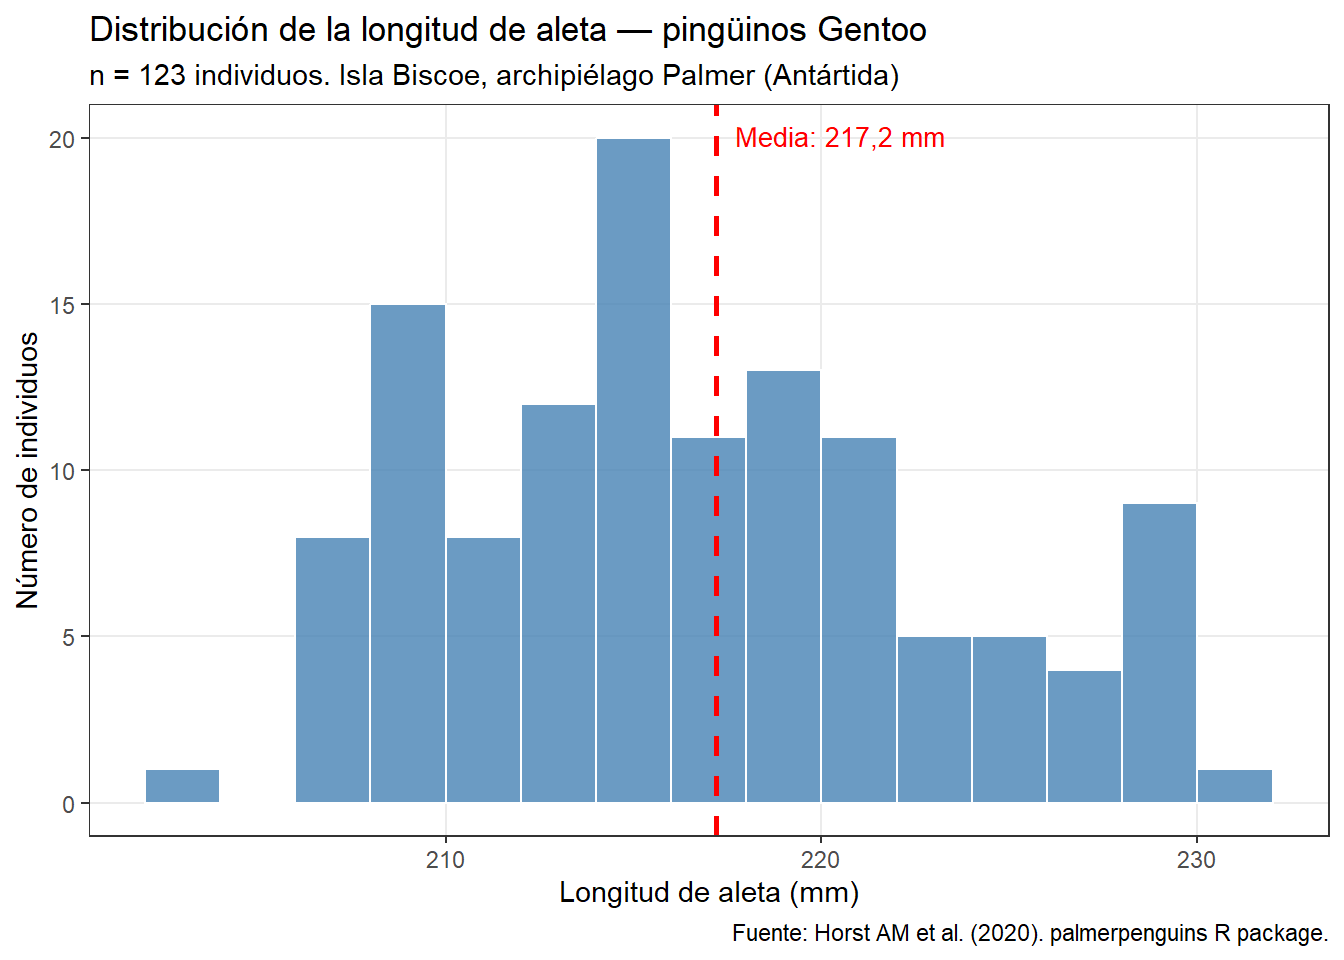 Distribución de la longitud de aleta — pingüinos Gentoo
n = 123 individuos. Isla Biscoe, archipiélago Palmer (Antártida)
20
Media: 217,2 mm
15
10
5
0
Número de individuos
210
220
230
Longitud de aleta (mm)
Fuente: Horst AM et al. (2020). palmerpenguins R package.